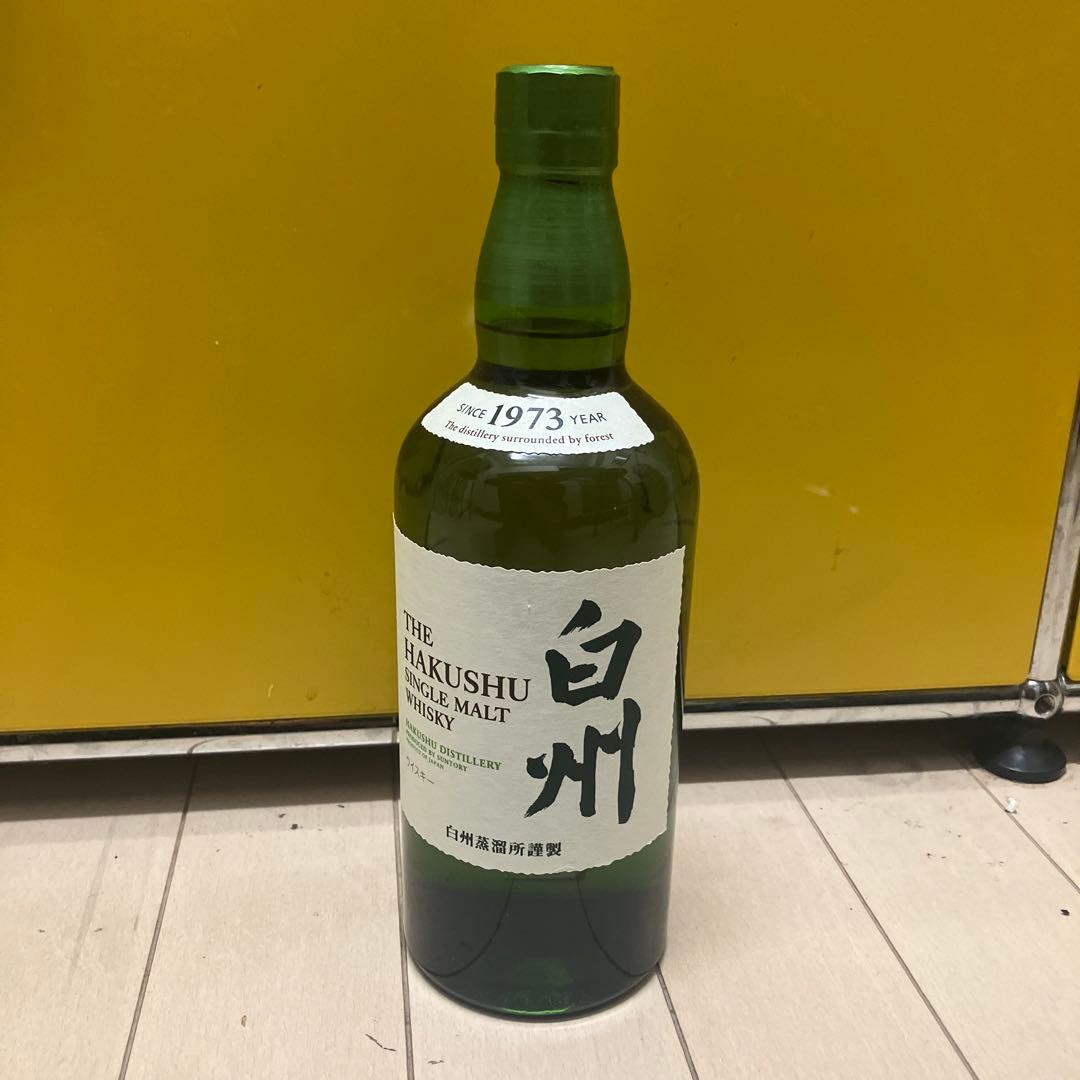 SINCE 1973 YEAR
The distillery surrounded by forest
THE
HAKUSHU
SINGLE MALT
WHISKY
HAKUSHU DISTILLERY
PRODUCED BY SUNTORY
PRODUCT OF JAPAN
ウイスキー
白州
白州蒸溜所謹製